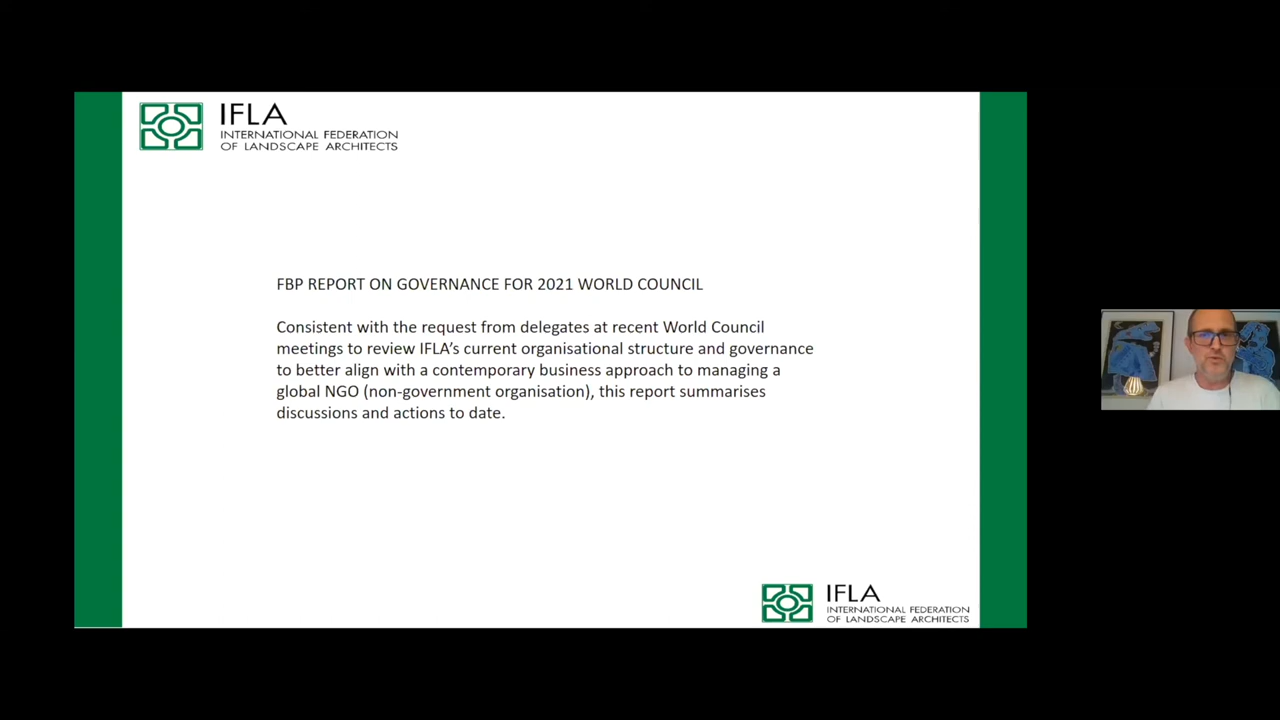 IFLA
INTERNATIONAL FEDERATION
OF LANDSCAPE ARCHITECTS
FBP REPORT ON GOVERNANCE FOR 2021 WORLD COUNCIL
Consistent with the request from delegates at recent World Council
meetings to review IFLA’s current organisational structure and governance
to better align with a contemporary business approach to managing a
global NGO (non-government organisation), this report summarises
discussions and actions to date.
IFLA
INTERNATIONAL FEDERATION
OF LANDSCAPE ARCHITECTS